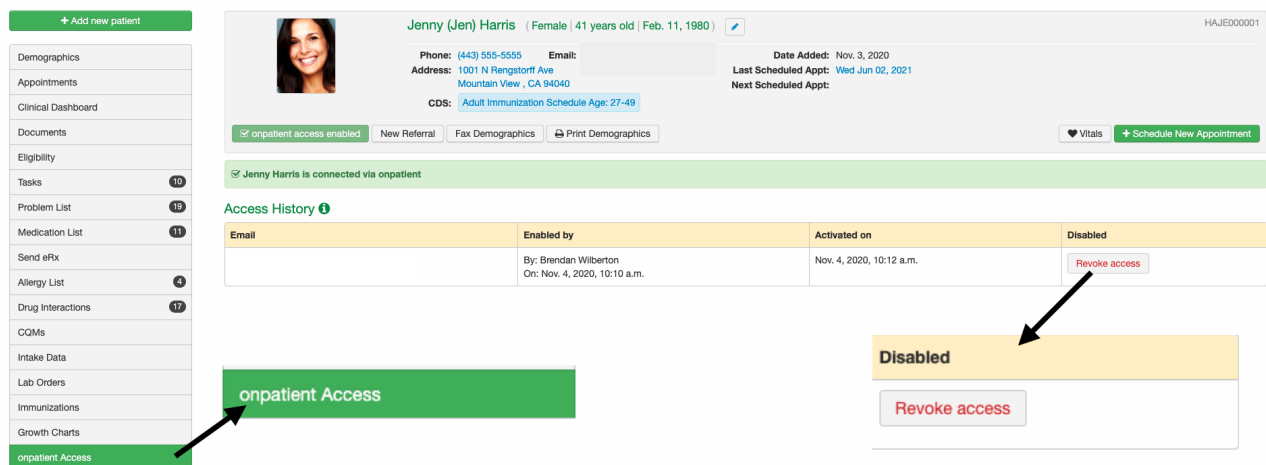 + Add new patient
Demographics
Appointments
Clinical Dashboard
Documents
Eligibility
Tasks 10
Problem List 19
Medication List 11
Send eRx
Allergy List 4
Drug Interactions 17
CQMs
Intake Data
Lab Orders
Immunizations
Growth Charts
onpatient Access
Jenny (Jen) Harris ( Female | 41 years old | Feb. 11, 1980 )
HAJE000001
Phone: (443) 555-5555 Email:
Address: 1001 N Rengstorff Ave
Mountain View , CA 94040
CDS: Adult Immunization Schedule Age: 27-49
Date Added: Nov. 3, 2020
Last Scheduled Appt: Wed Jun 02, 2021
Next Scheduled Appt:
onpatient access enabled New Referral Fax Demographics Print Demographics Vitals + Schedule New Appointment
Jenny Harris is connected via onpatient
Access History
Email Enabled by Activated on Disabled
By: Brendan Wilberton Nov. 4, 2020, 10:12 a.m. Revoke access
On: Nov. 4, 2020, 10:10 a.m.
onpatient Access
Disabled
Revoke access